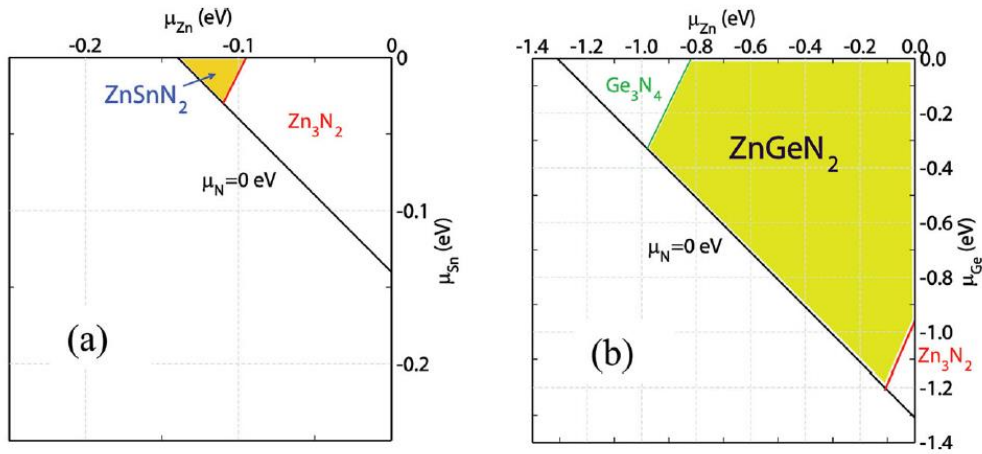 μZn (eV)
-0.2
-0.1
0
0
ZnSnN2
Zn3N2
μN=0 eV
-0.1
μSn (eV)
-0.2
(a)
μZn (eV)
-1.4
-1.2
-1.0
-0.8
-0.6
-0.4
-0.2
0.0
0.0
Ge3N4
-0.2
ZnGeN2
-0.4
-0.6
μN=0 eV
-0.8
μGe (eV)
-1.0
Zn3N2
-1.2
-1.4
(b)